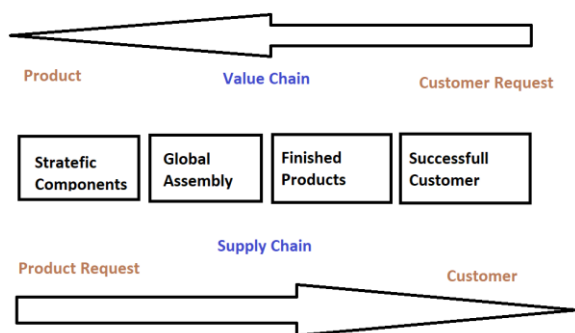 Product Value Chain Customer Request
Stratefic Components
Global Assembly
Finished Products
Successfull Customer
Supply Chain
Product Request Customer